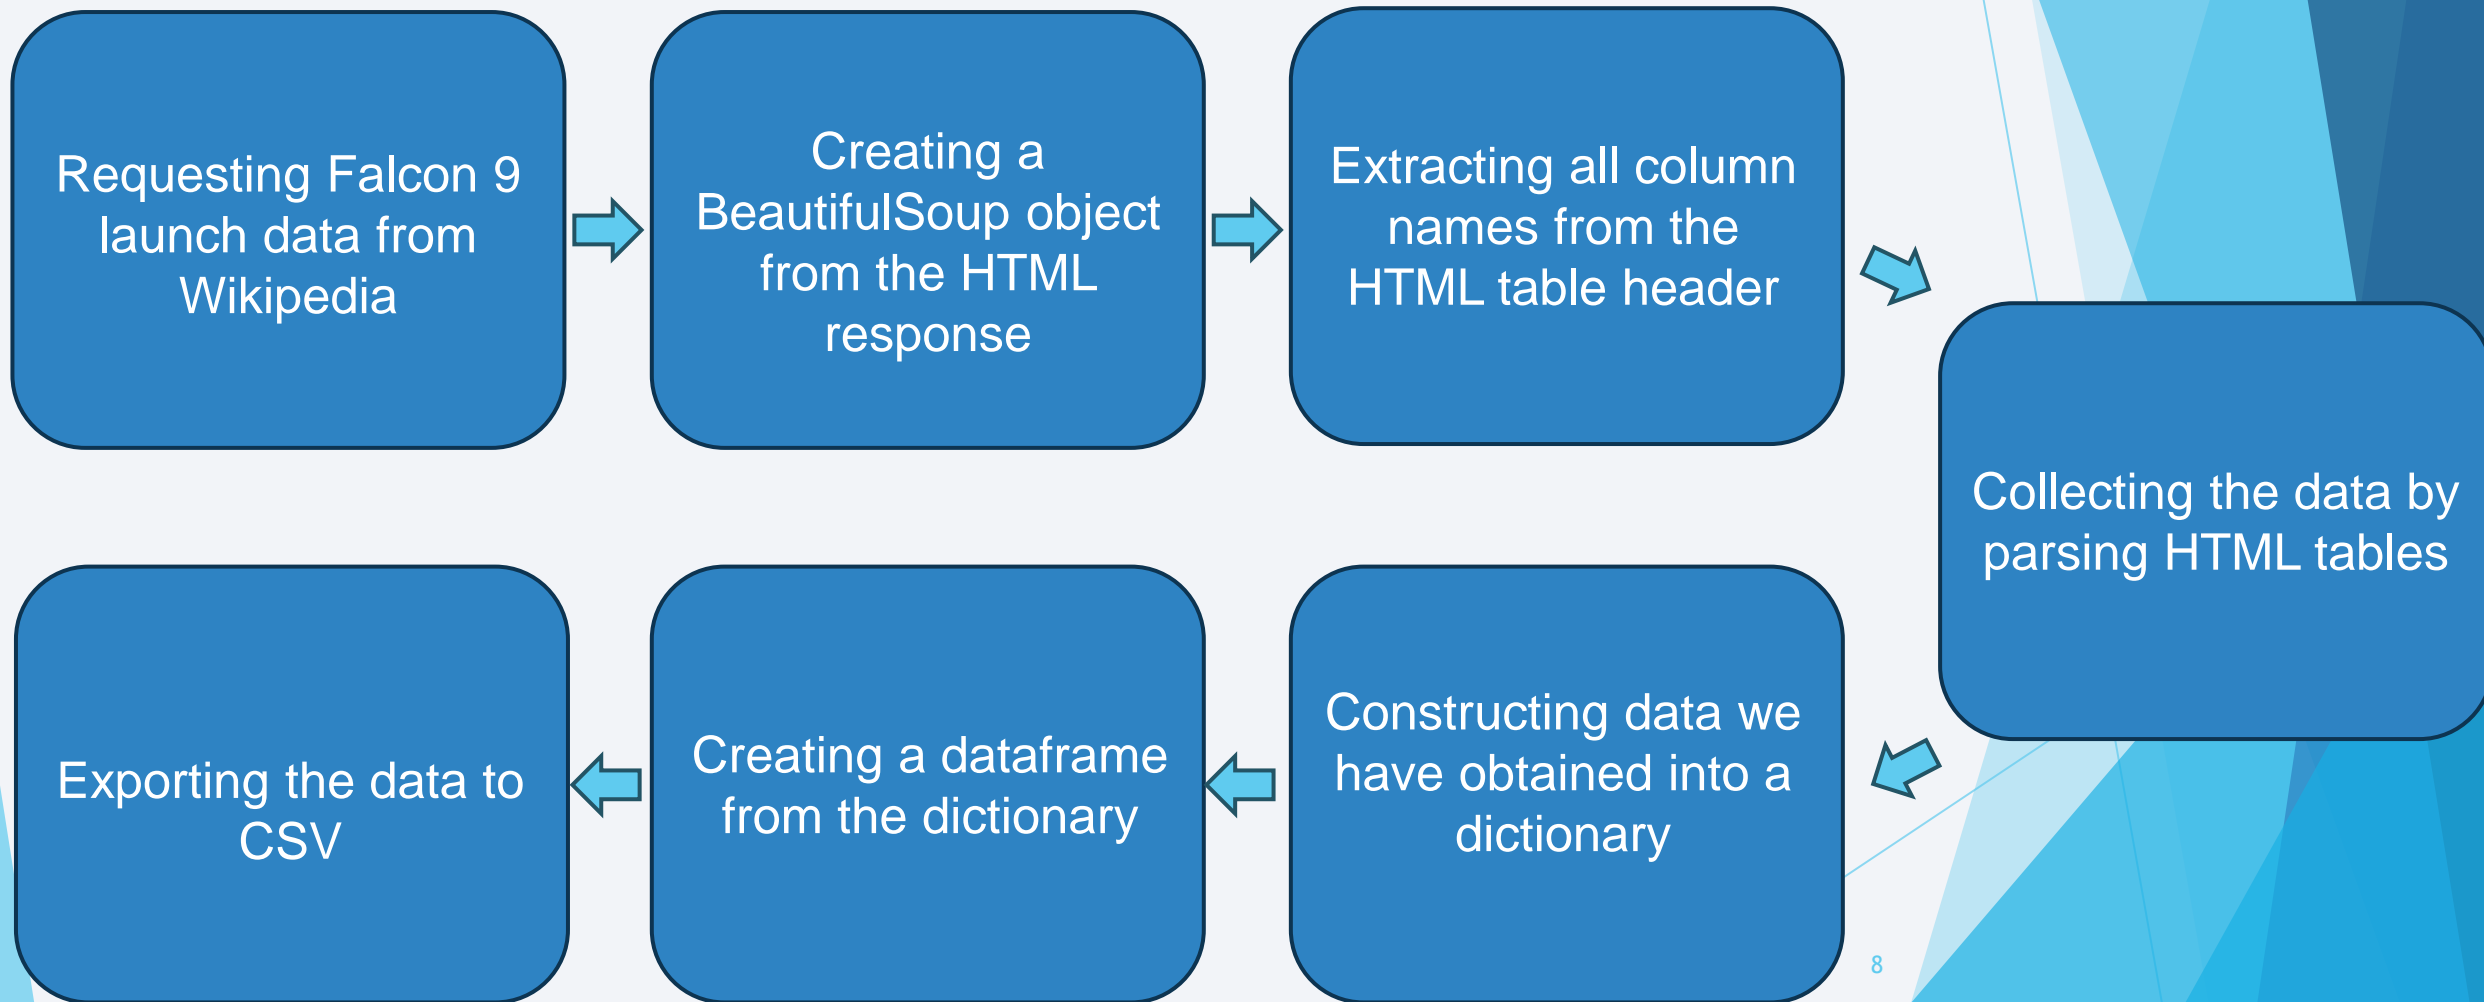 Requesting Falcon 9
launch data from
Wikipedia
Creating a
BeautifulSoup object
from the HTML
response
Extracting all column
names from the
HTML table header
Collecting the data by
parsing HTML tables
Constructing data we
have obtained into a
dictionary
Creating a dataframe
from the dictionary
Exporting the data to
CSV
8